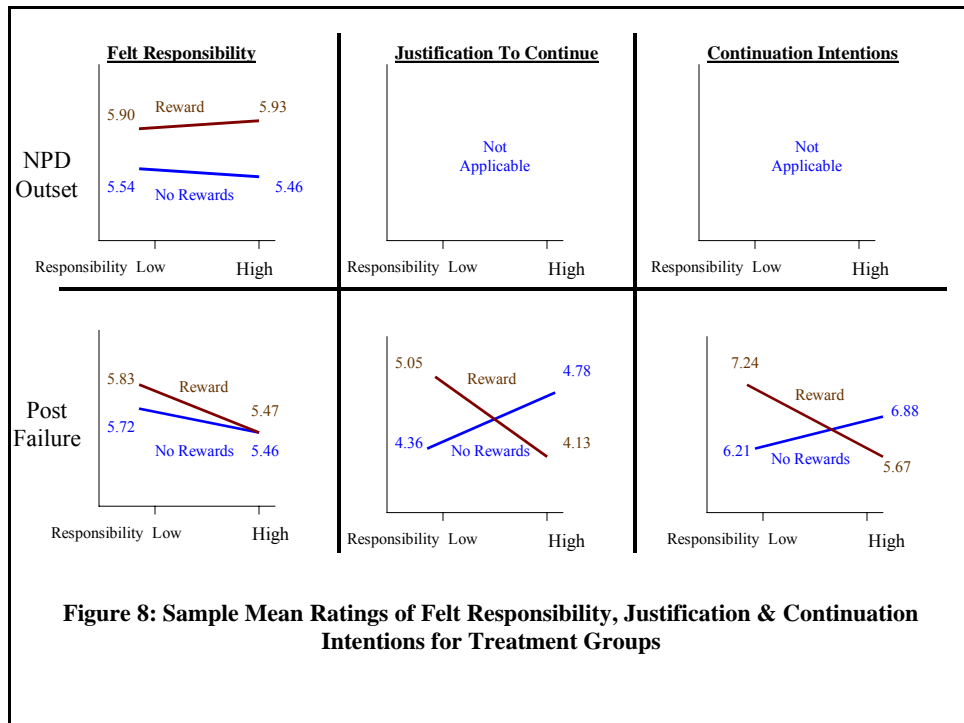 Felt Responsibility
Justification To Continue
Continuation Intentions
NPD
Outset
5.90
Reward
5.93
5.54
No Rewards
5.46
Responsibility Low
High
Not
Applicable
Responsibility Low
High
Not
Applicable
Responsibility Low
High
Post
Failure
5.83
Reward
5.47
5.72
No Rewards
5.46
Responsibility Low
High
5.05
Reward
4.78
4.36
No Rewards
4.13
Responsibility Low
High
7.24
Reward
6.88
6.21
No Rewards
5.67
Responsibility Low
High
Figure 8: Sample Mean Ratings of Felt Responsibility, Justification & Continuation
Intentions for Treatment Groups